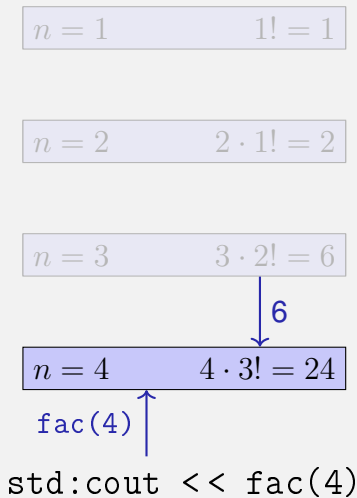 n = 1 1! = 1
n = 2 2 · 1! = 2
n = 3 3 · 2! = 6
6
n = 4 4 · 3! = 24
fac(4)
std:cout << fac(4)